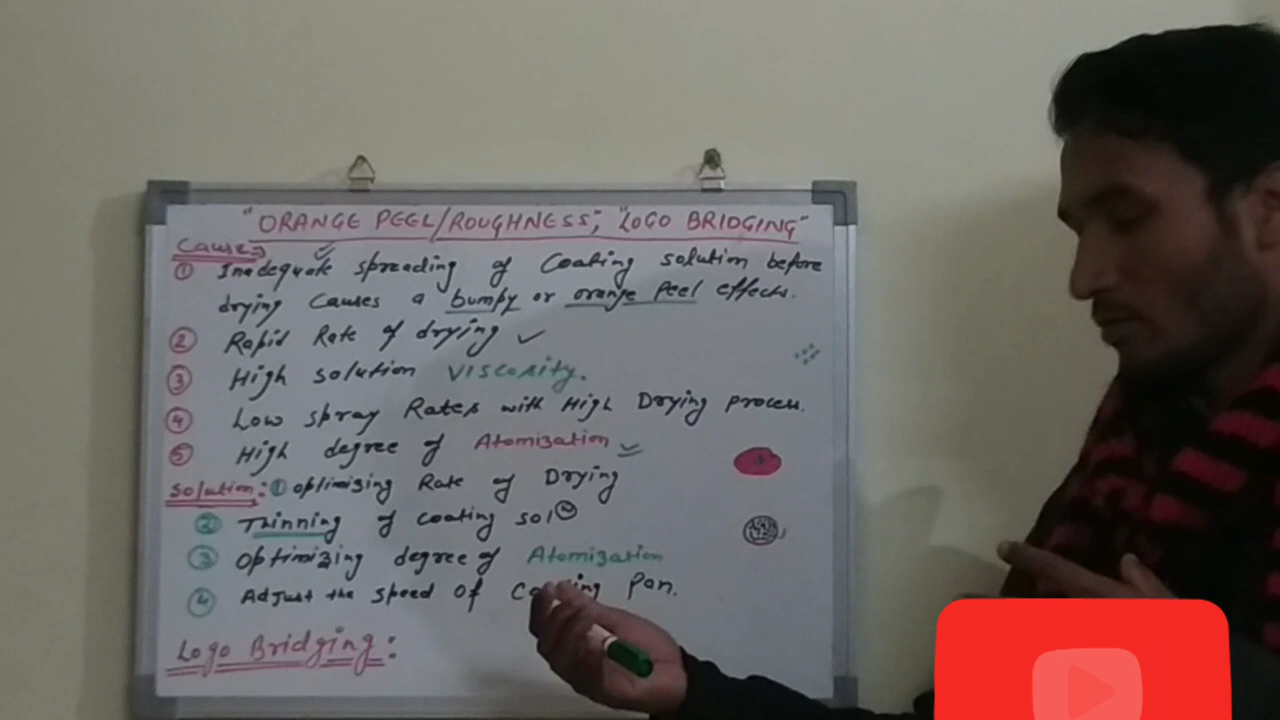 "ORANGE PEEL/ROUGHNESS", "LOGO BRIDGING"
Causes
① Inadequate spreading of Coating solution before
drying causes a bumpy or orange peel effects.
② Rapid Rate of drying
③ High solution Viscosity.
④ Low spray Rates with High Drying process.
⑤ High degree of Atomization
Solution: ① optimizing Rate of Drying
② Thinning of coating solⁿ
③ Optimizing degree of Atomization
④ Adjust the speed of Coating Pan.
Logo Bridging: